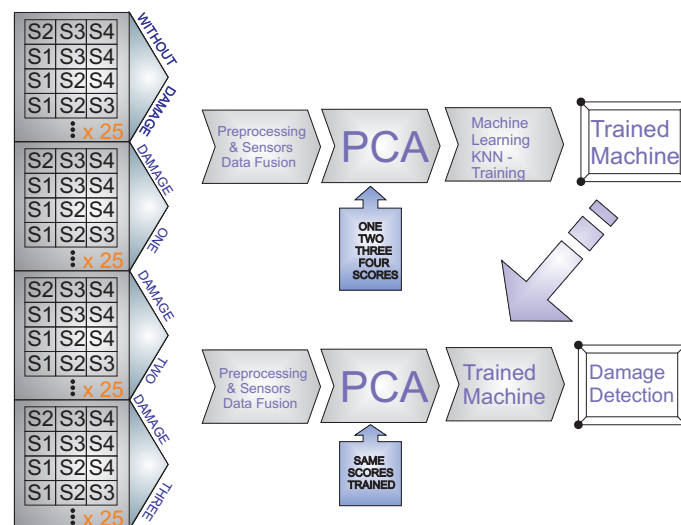 S2 S3 S4
S1 S3 S4
S1 S2 S4
S1 S2 S3
x 25
WITHOUT
DAMAGE
S2 S3 S4
S1 S3 S4
S1 S2 S4
S1 S2 S3
x 25
DAMAGE
ONE
S2 S3 S4
S1 S3 S4
S1 S2 S4
S1 S2 S3
x 25
DAMAGE
TWO
S2 S3 S4
S1 S3 S4
S1 S2 S4
S1 S2 S3
x 25
DAMAGE
THREE
Preprocessing
& Sensors
Data Fusion
PCA
Machine
Learning
KNN -
Training
Trained
Machine
ONE
TWO
THREE
FOUR
SCORES
Preprocessing
& Sensors
Data Fusion
PCA
Trained
Machine
Damage
Detection
SAME
SCORES
TRAINED